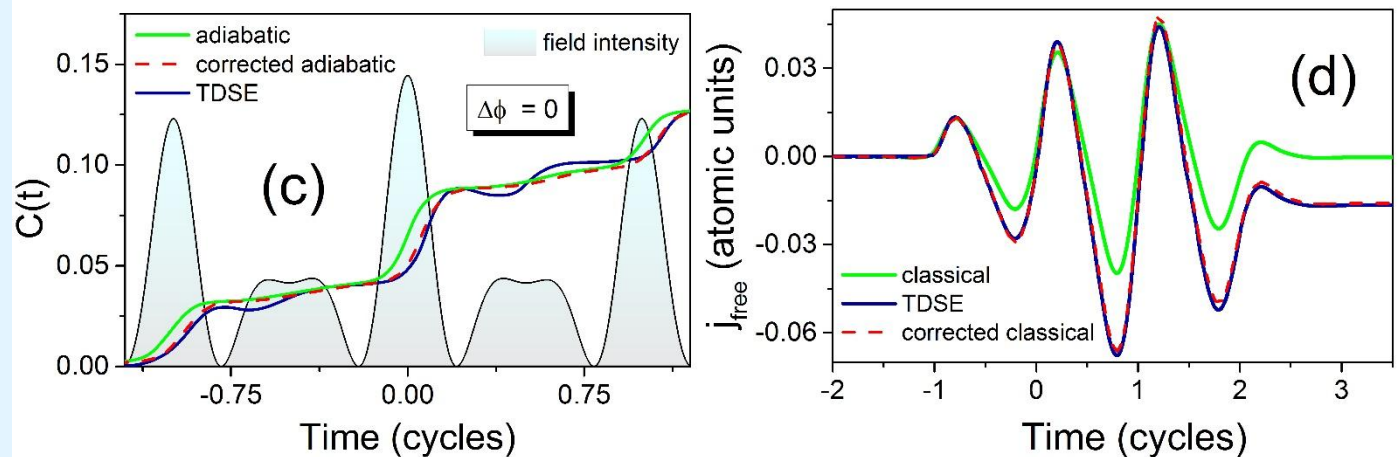 adiabatic
corrected adiabatic
TDSE
field intensity
Δϕ = 0
(c)
C(t)
0.15
0.10
0.05
0.00
-0.75
0.00
0.75
Time (cycles)
(d)
j_free (atomic units)
0.03
0.00
-0.03
-0.06
classical
TDSE
corrected classical
-2
-1
0
1
2
3
Time (cycles)